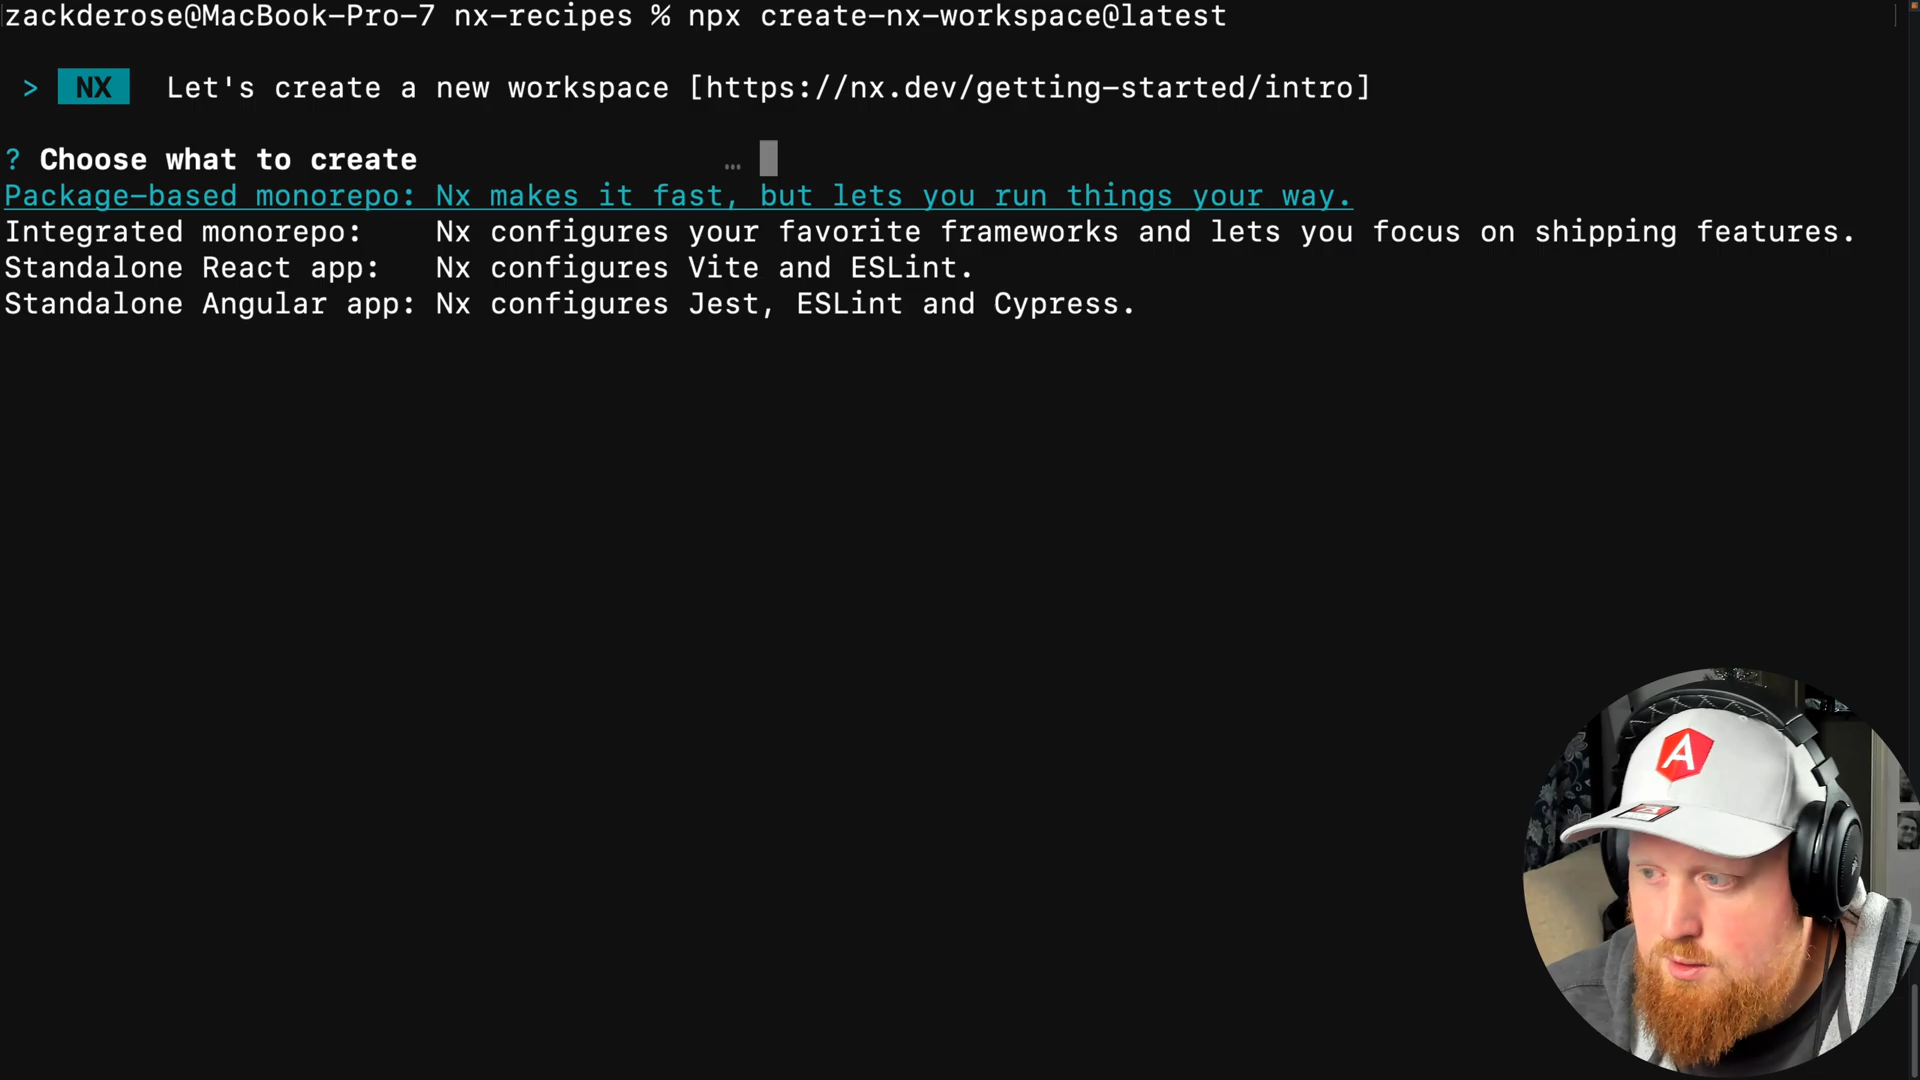 zackderose@MacBook-Pro-7 nx-recipes % npx create-nx-workspace@latest
> NX Let's create a new workspace [https://nx.dev/getting-started/intro]
? Choose what to create …
Package-based monorepo: Nx makes it fast, but lets you run things your way.
Integrated monorepo: Nx configures your favorite frameworks and lets you focus on shipping features.
Standalone React app: Nx configures Vite and ESLint.
Standalone Angular app: Nx configures Jest, ESLint and Cypress.
A